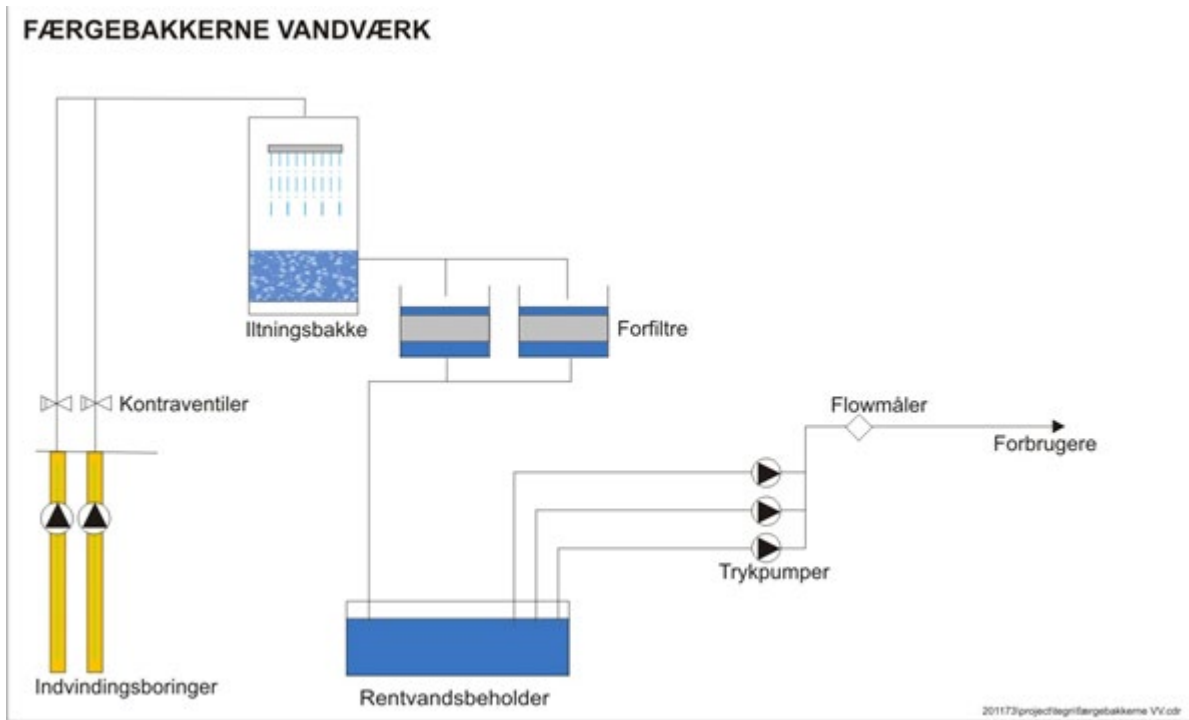 FÆRGEBAKKERNE VANDVÆRK
Iltningsbakke
Forfiltre
Kontraventiler
Flowmåler
Forbrugere
Trykpumper
Indvindingsboringer
Rentvandsbeholder